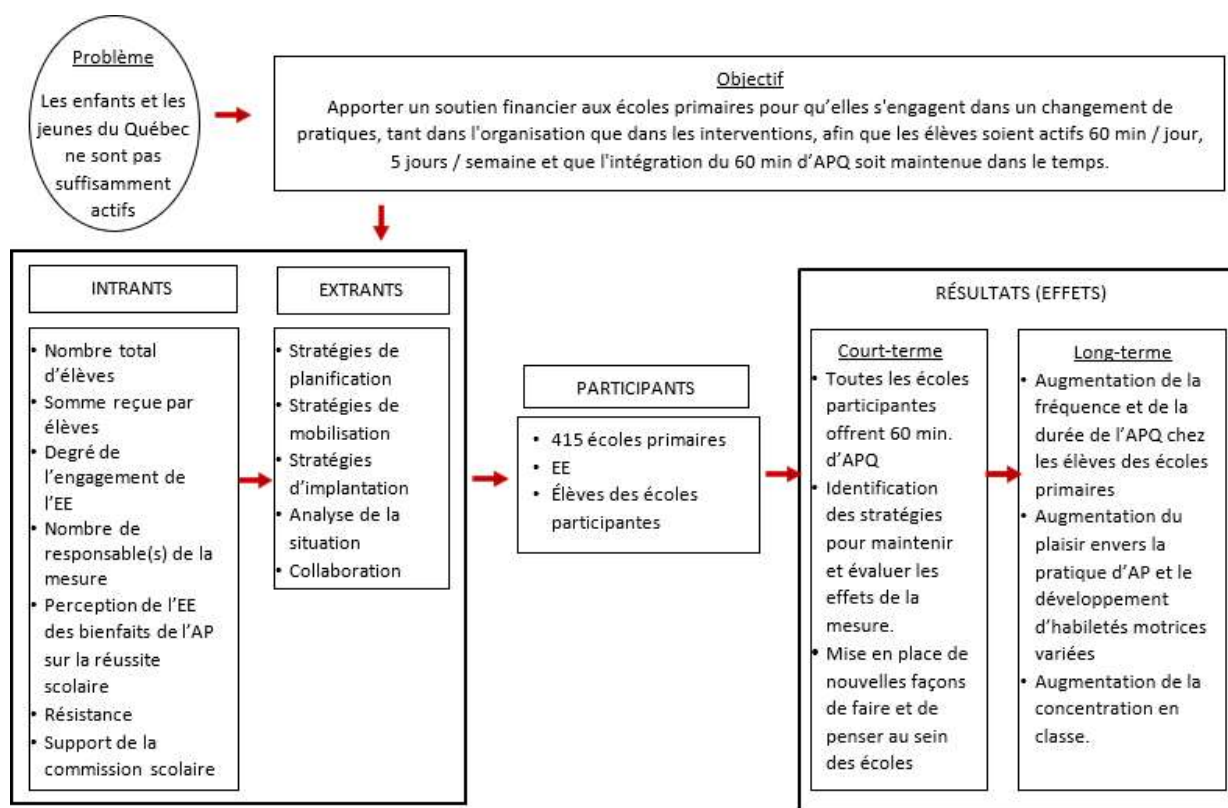 Problème
Les enfants et les
jeunes du Québec
ne sont pas
suffisamment
actifs
Objectif
Apporter un soutien financier aux écoles primaires pour qu’elles s'engagent dans un changement de
pratiques, tant dans l'organisation que dans les interventions, afin que les élèves soient actifs 60 min / jour,
5 jours / semaine et que l'intégration du 60 min d’APQ soit maintenue dans le temps.
INTRANTS
• Nombre total
d’élèves
• Somme reçue par
élèves
• Degré de
l’engagement de
l’EE
• Nombre de
responsable(s) de la
mesure
• Perception de l’EE
des bienfaits de l’AP
sur la réussite
scolaire
• Résistance
• Support de la
commission scolaire
EXTRANTS
• Stratégies de
planification
• Stratégies de
mobilisation
• Stratégies
d’implantation
• Analyse de la
situation
• Collaboration
PARTICIPANTS
• 415 écoles primaires
• EE
• Élèves des écoles
participantes
RÉSULTATS (EFFETS)
Court-terme
• Toutes les écoles
participantes
offrent 60 min.
d’APQ
• Identification
des stratégies
pour maintenir
et évaluer les
effets de la
mesure.
• Mise en place de
nouvelles façons
de faire et de
penser au sein
des écoles
Long-terme
• Augmentation de la
fréquence et de la
durée de l’APQ chez
les élèves des écoles
primaires
• Augmentation du
plaisir envers la
pratique d’AP et le
développement
d’habiletés motrices
variées
• Augmentation de la
concentration en
classe.